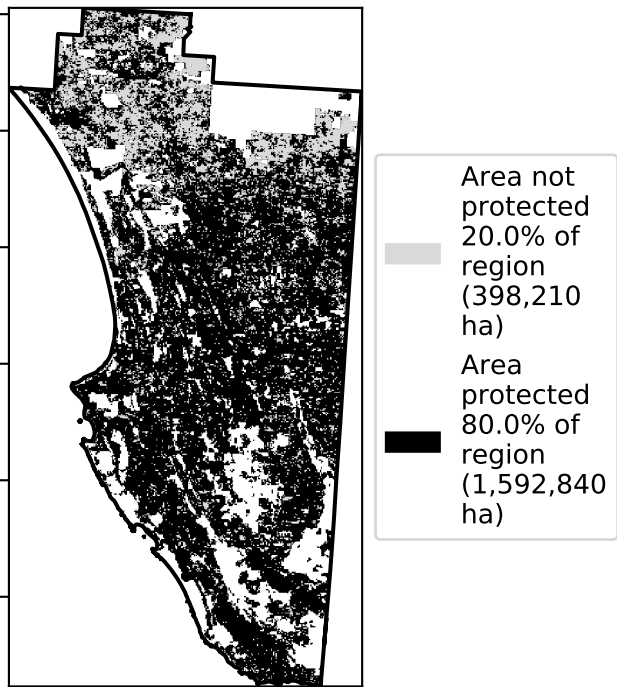 Area not
protected
20.0% of
region
(398,210
ha)
Area
protected
80.0% of
region
(1,592,840
ha)